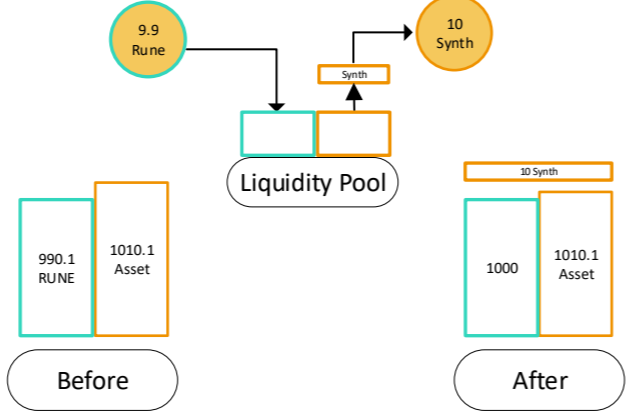 9.9
Rune
10
Synth
Synth
Liquidity Pool
990.1
RUNE
1010.1
Asset
10 Synth
1000
1010.1
Asset
Before
After